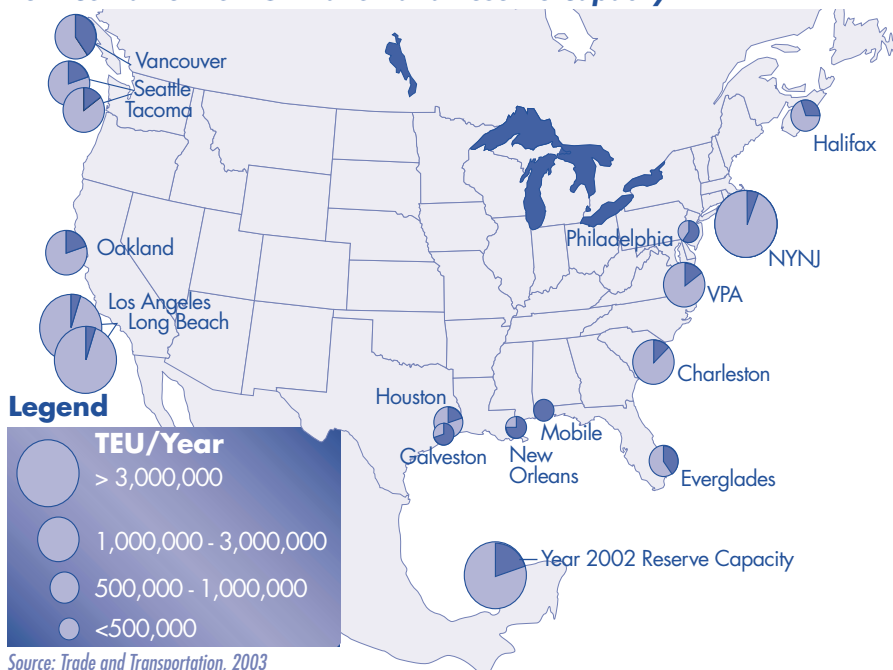 Vancouver
Seattle
Tacoma
Halifax
Oakland
Philadelphia
NYNJ
VPA
Los Angeles
Long Beach
Charleston
Houston
Legend
Mobile
Galveston
New
Orleans
Everglades
TEU/Year
> 3,000,000
1,000,000 - 3,000,000
Year 2002 Reserve Capacity
500,000 - 1,000,000
<500,000
Source: Trade and Transportation, 2003